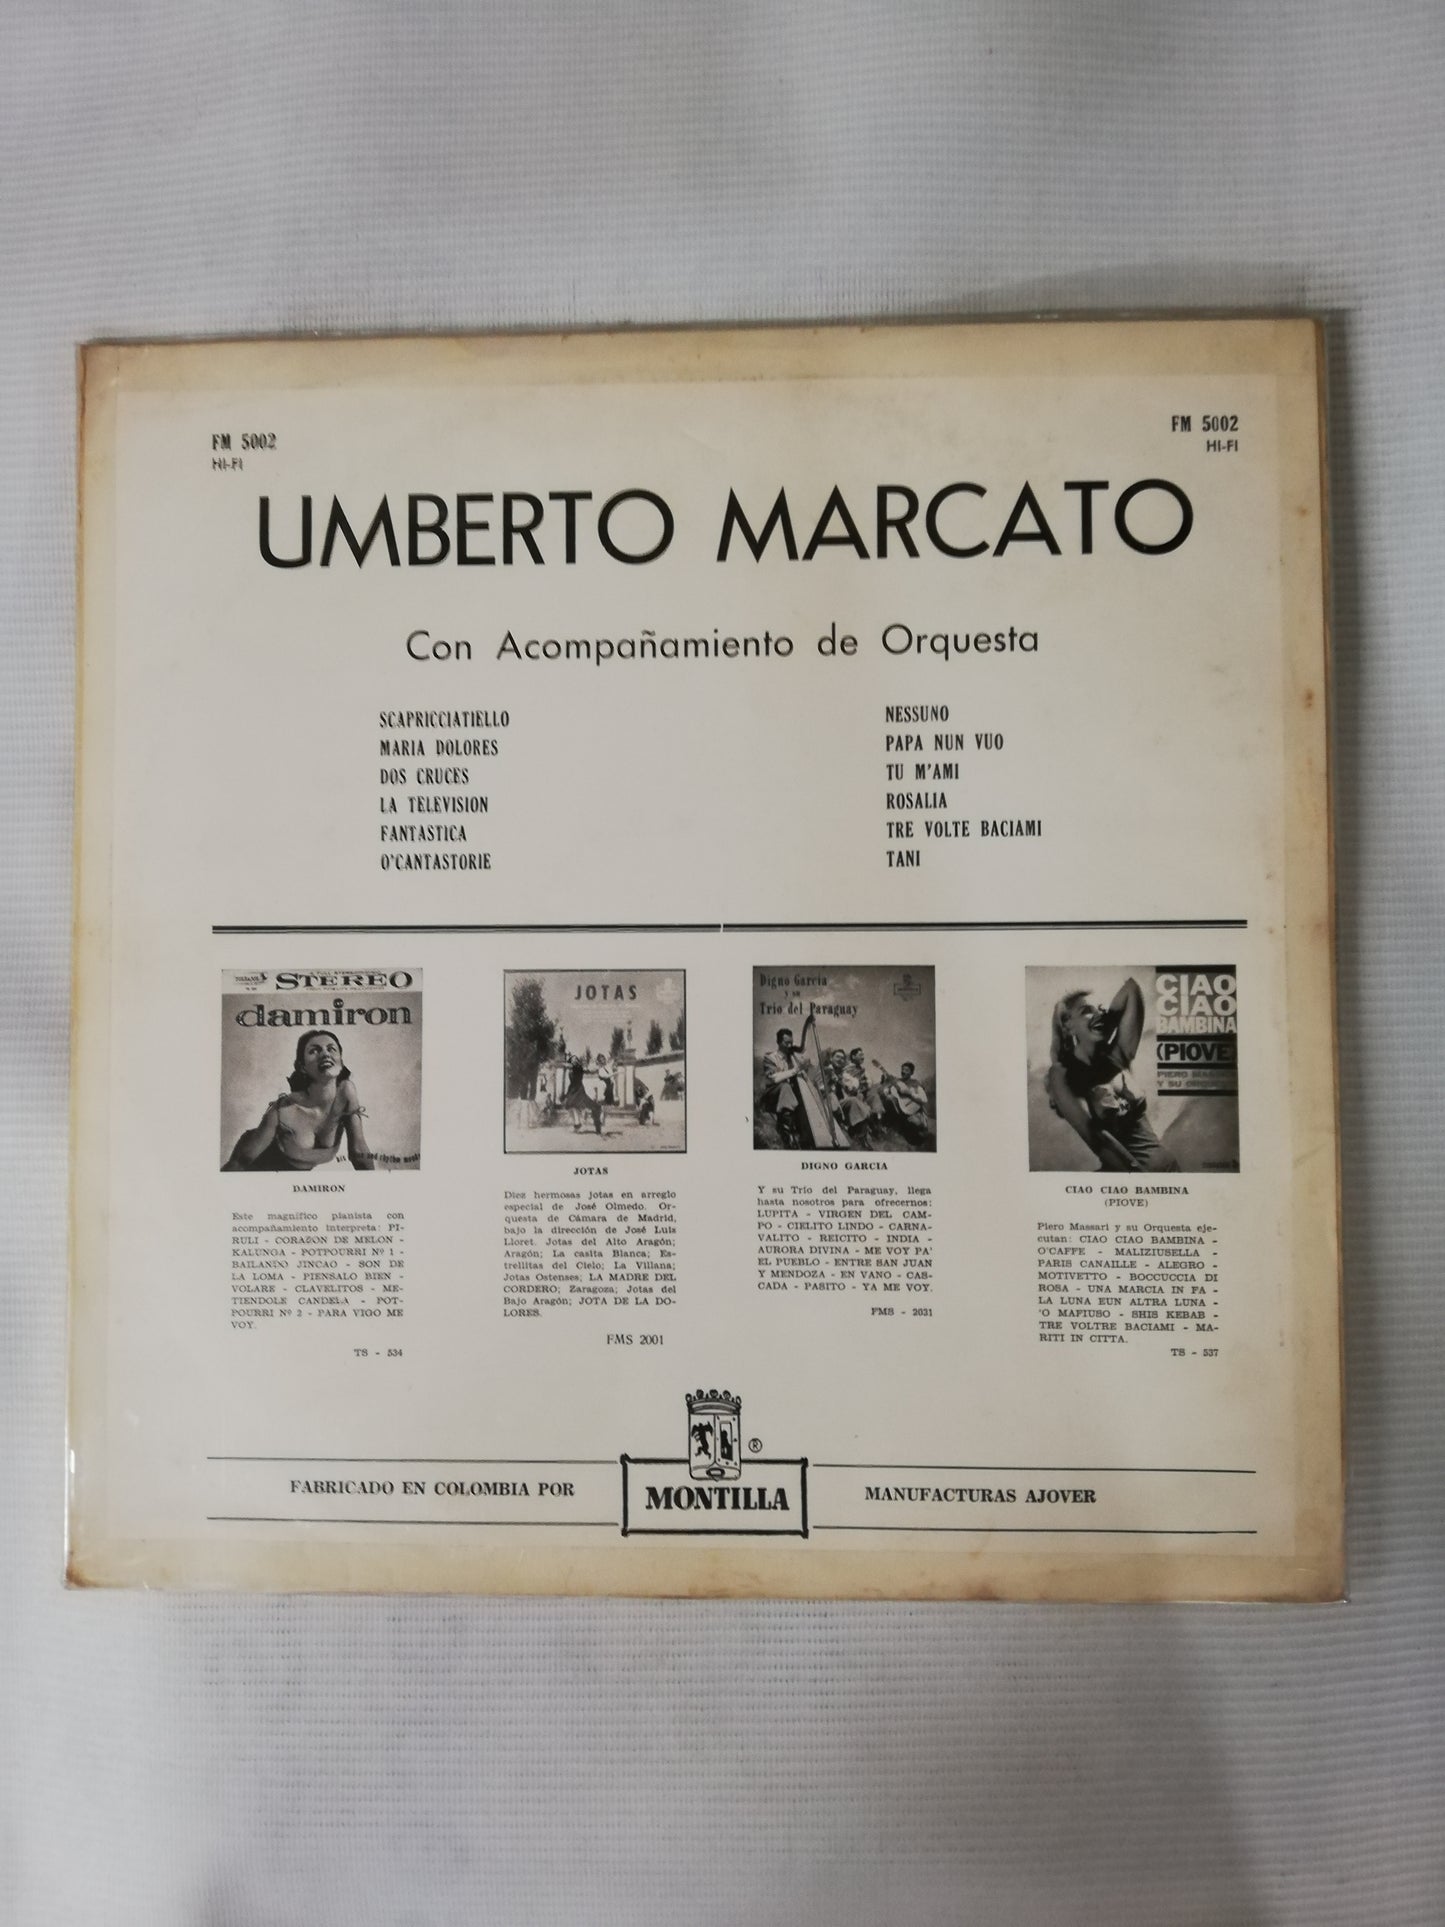 FM 5002
HI-FI
FM 5002
HI-FI
UMBERTO MARCATO
Con Acompañamiento de Orquesta
SCAPRICCIATIELLO
MARIA DOLORES
DOS CRUCES
LA TELEVISION
FANTASTICA
O'CANTASTORIE
NESSUNO
PAPA NUN VUO
TU M'AMI
ROSALIA
TRE VOLTE BACIAMI
TANI
STEREO
damiron
DAMIRON
Este magnífico pianista con
acompañamiento interpreta: PI-
RULI - CORAZON DE MELON -
KALUNGA - POTPOURRI Nº 1 -
BAILANDO JINCAO - SON DE
LA LOMA - PIENSALO BIEN -
VOLARE - CLAVELITOS - ME-
TIENDOLE CANDELA - POT-
POURRI Nº 2 - PARA VIGO ME
VOY.
TS - 534
JOTAS
JOTAS
Diez hermosas jotas en arreglo
especial de José Olmedo. Or-
questa de Cámara de Madrid,
bajo la dirección de José Luis
Lloret. Jotas del Alto Aragón;
Aragón; La casita Blanca; Es-
trellitas del Cielo; La Villana;
Jotas Ostenses; LA MADRE DEL
CORDERO; Zaragoza; Jotas del
Bajo Aragón; JOTA DE LA DO-
LORES.
FMS 2001
Digno García
y su
Trío del Paraguay
DIGNO GARCIA
Y su Trío del Paraguay, llega
hasta nosotros para ofrecernos:
LUPITA - VIRGEN DEL CAM-
PO - CIELITO LINDO - CARNA-
VALITO - REICITO - INDIA -
AURORA DIVINA - ME VOY PA'
EL PUEBLO - ENTRE SAN JUAN
Y MENDOZA - EN VANO - CAS-
CADA - PASITO - YA ME VOY.
FMS - 2031
CIAO
CIAO
BAMBINA
(PIOVE)
PIERO MASSARI
Y SU ORQUESTA
CIAO CIAO BAMBINA
(PIOVE)
Piero Massari y su Orquesta eje-
cutan: CIAO CIAO BAMBINA -
O'CAFFE - MALIZIUSELLA -
PARIS CANAILLE - ALEGRO -
MOTIVETTO - BOCCUCCIA DI
ROSA - UNA MARCIA IN FA -
LA LUNA EUN ALTRA LUNA -
'O MAFIUSO - SHIS KEBAB -
TRE VOLTRE BACIAMI - MA-
RITI IN CITTA.
TS - 537
®
FABRICADO EN COLOMBIA POR
MONTILLA
MANUFACTURAS AJOVER